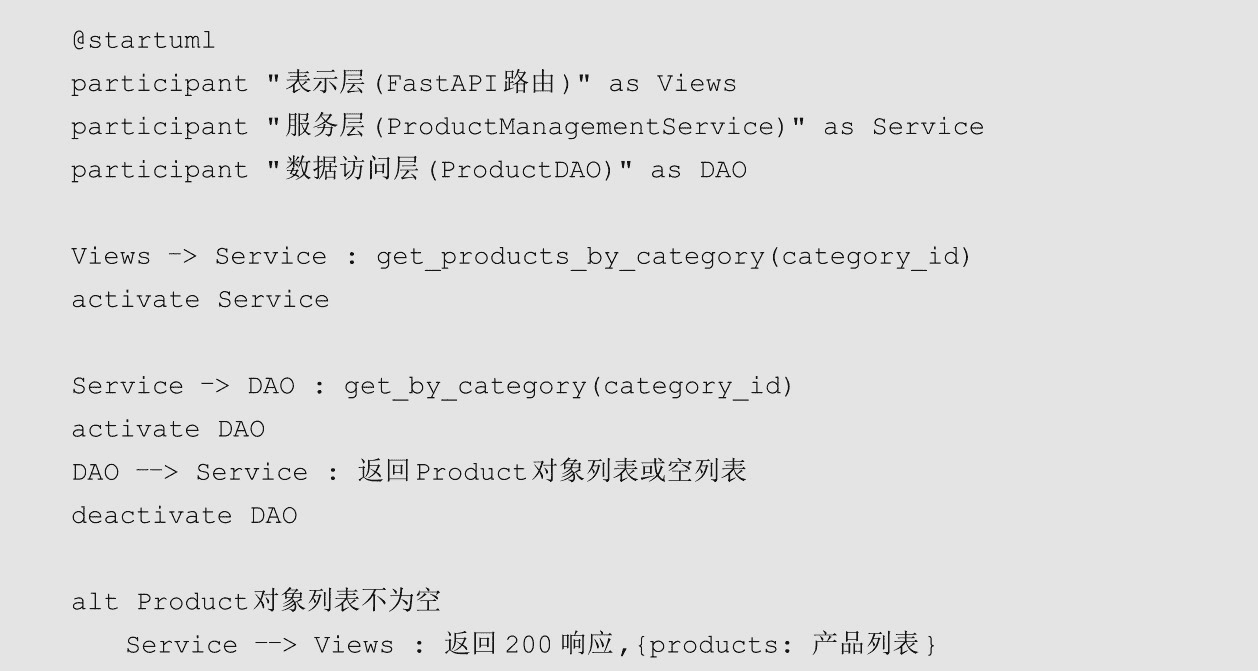 @startuml
participant "表示层(FastAPI路由)" as Views
participant "服务层(ProductManagementService)" as Service
participant "数据访问层(ProductDAO)" as DAO
Views -> Service : get_products_by_category(category_id)
activate Service
Service -> DAO : get_by_category(category_id)
activate DAO
DAO --> Service : 返回Product对象列表或空列表
deactivate DAO
alt Product对象列表不为空
Service --> Views : 返回 200 响应,{products: 产品列表}